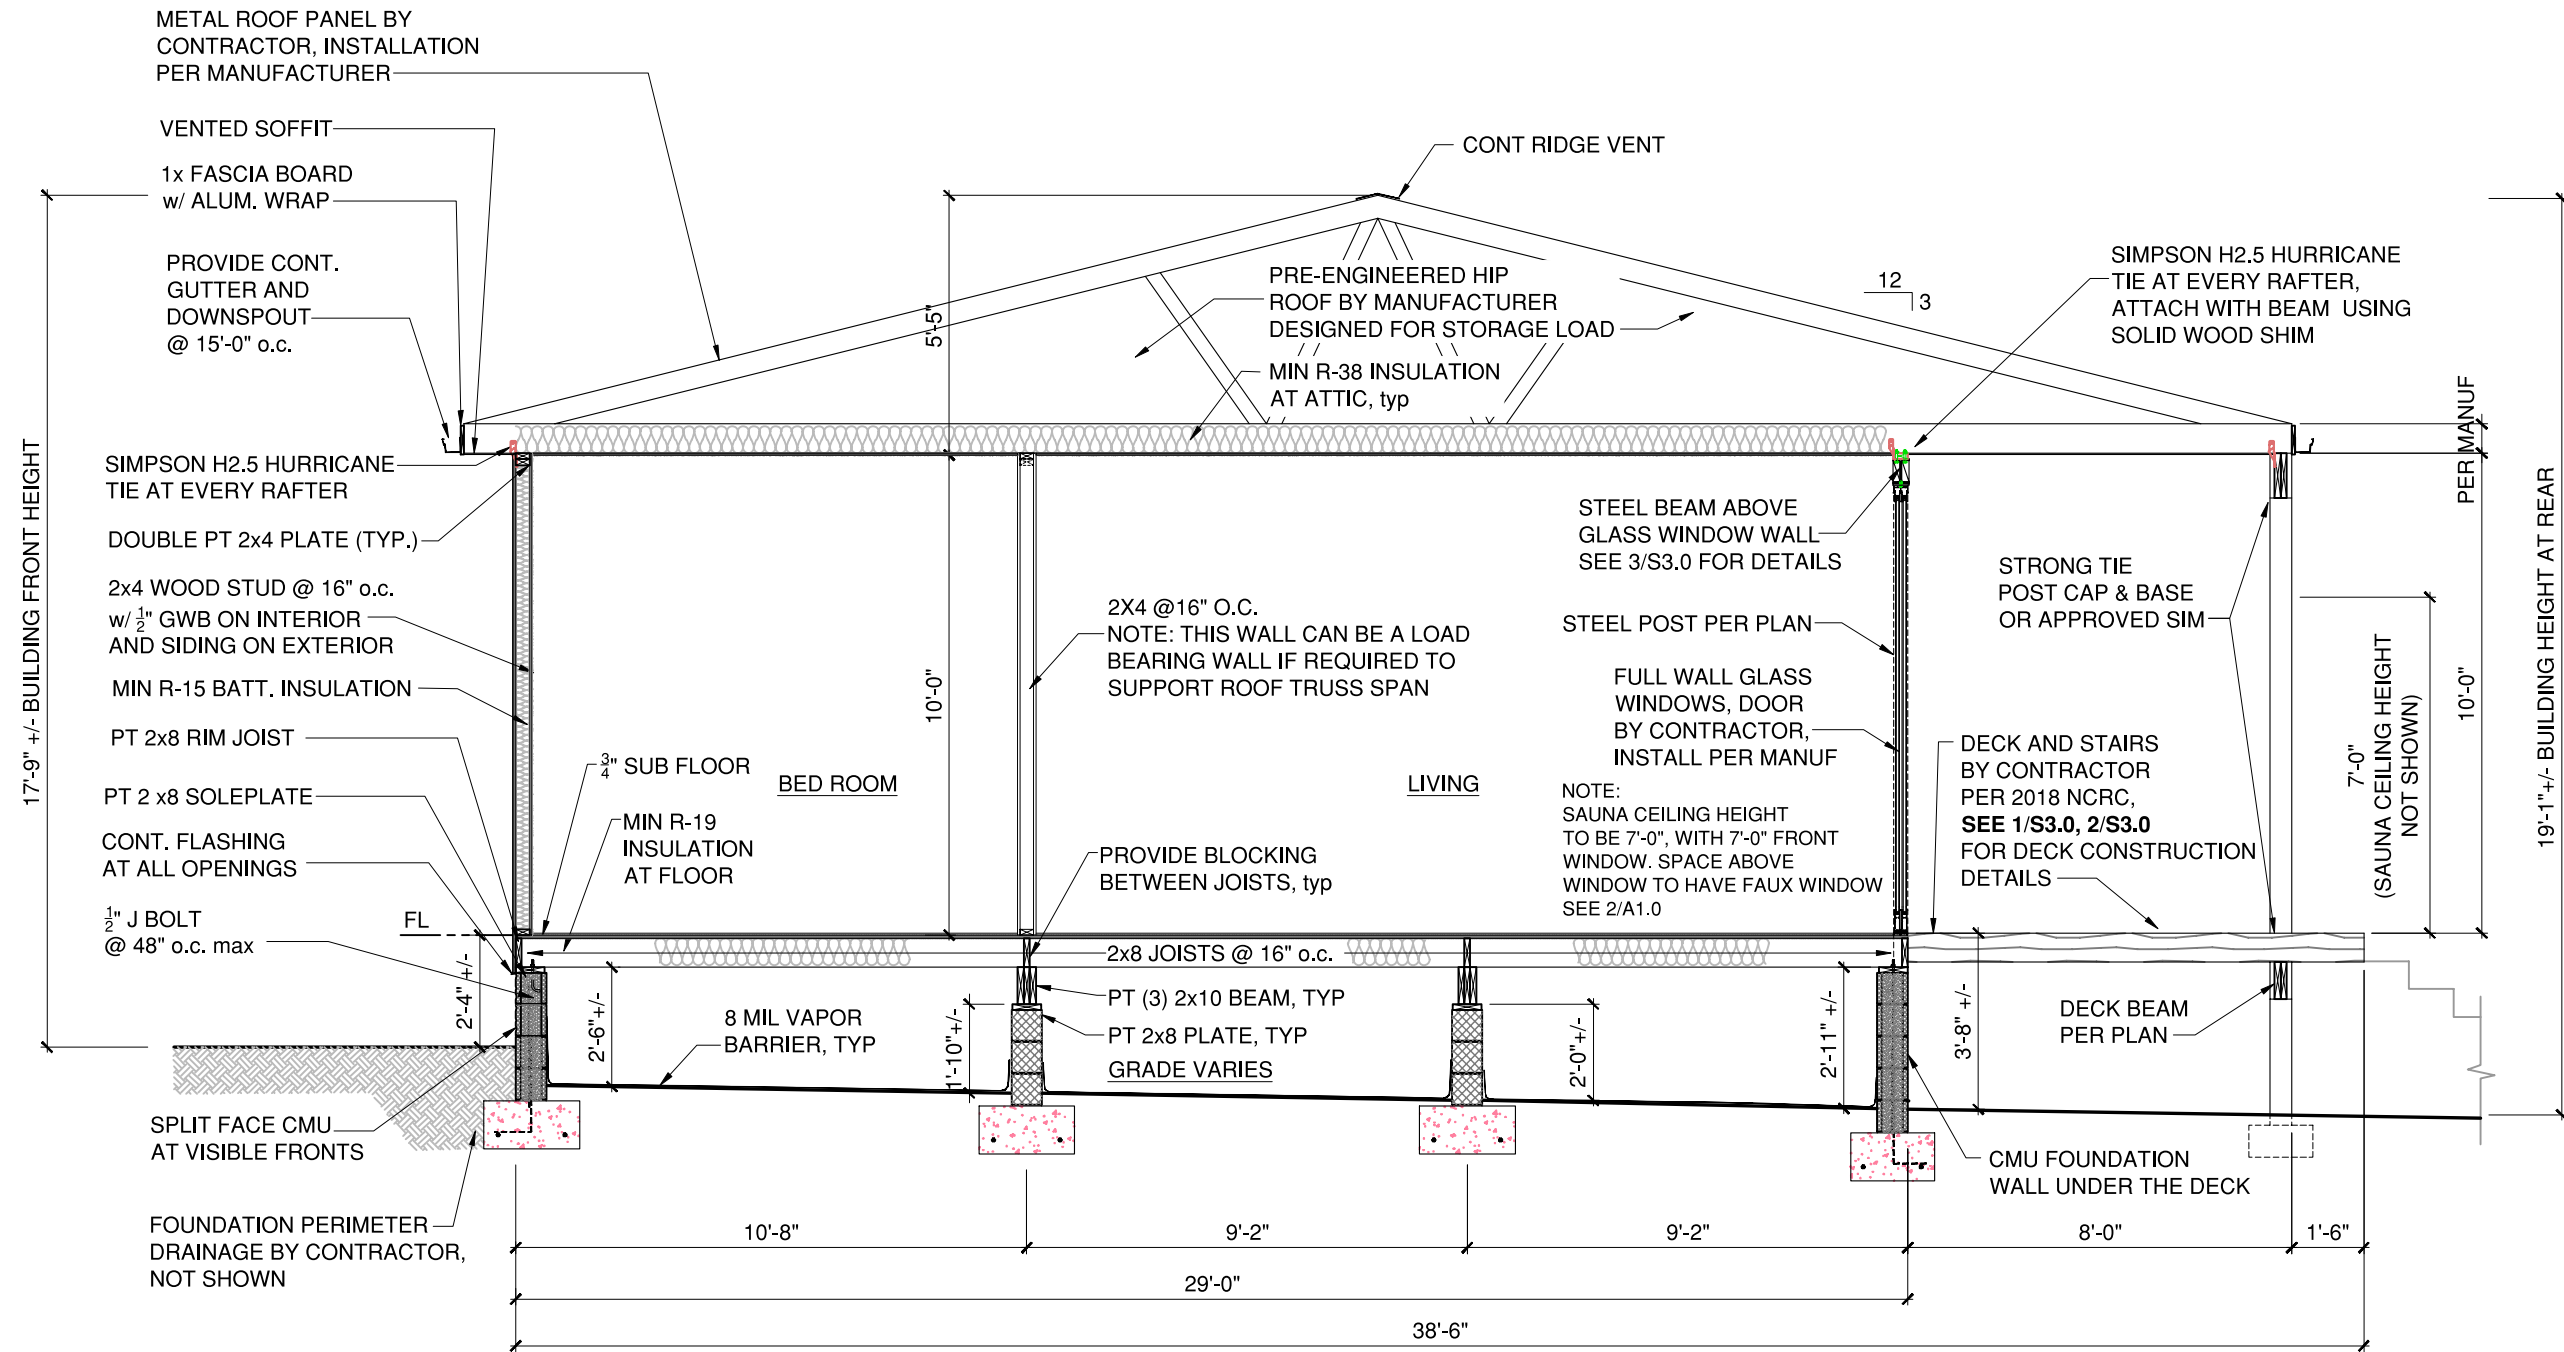 METAL ROOF PANEL BY
CONTRACTOR, INSTALLATION
PER MANUFACTURER
VENTED SOFFIT
1x FASCIA BOARD
w/ ALUM. WRAP
PROVIDE CONT.
GUTTER AND
DOWNSPOUT
@ 15'-0" o.c.
SIMPSON H2.5 HURRICANE
TIE AT EVERY RAFTER
DOUBLE PT 2x4 PLATE (TYP.)
2x4 WOOD STUD @ 16" o.c.
w/ 1/2" GWB ON INTERIOR
AND SIDING ON EXTERIOR
MIN R-15 BATT. INSULATION
PT 2x8 RIM JOIST
PT 2 x8 SOLEPLATE
CONT. FLASHING
AT ALL OPENINGS
1/2" J BOLT
@ 48" o.c. max
FL
17'-9" +/- BUILDING FRONT HEIGHT
SPLIT FACE CMU
AT VISIBLE FRONTS
FOUNDATION PERIMETER
DRAINAGE BY CONTRACTOR,
NOT SHOWN
CONT RIDGE VENT
5'-5"
PRE-ENGINEERED HIP
ROOF BY MANUFACTURER
DESIGNED FOR STORAGE LOAD
MIN R-38 INSULATION
AT ATTIC, typ
12
3
SIMPSON H2.5 HURRICANE
TIE AT EVERY RAFTER,
ATTACH WITH BEAM USING
SOLID WOOD SHIM
10'-0"
3/4" SUB FLOOR
BED ROOM
MIN R-19
INSULATION
AT FLOOR
2X4 @16" O.C.
NOTE: THIS WALL CAN BE A LOAD
BEARING WALL IF REQUIRED TO
SUPPORT ROOF TRUSS SPAN
LIVING
PROVIDE BLOCKING
BETWEEN JOISTS, typ
STEEL BEAM ABOVE
GLASS WINDOW WALL
SEE 3/S3.0 FOR DETAILS
STEEL POST PER PLAN
FULL WALL GLASS
WINDOWS, DOOR
BY CONTRACTOR,
INSTALL PER MANUF
NOTE:
SAUNA CEILING HEIGHT
TO BE 7'-0", WITH 7'-0" FRONT
WINDOW. SPACE ABOVE
WINDOW TO HAVE FAUX WINDOW
SEE 2/A1.0
STRONG TIE
POST CAP & BASE
OR APPROVED SIM
DECK AND STAIRS
BY CONTRACTOR
PER 2018 NCRC,
SEE 1/S3.0, 2/S3.0
FOR DECK CONSTRUCTION
DETAILS
PER MANUF
10'-0"
7'-0"
(SAUNA CEILING HEIGHT
NOT SHOWN)
19'-1"+/- BUILDING HEIGHT AT REAR
2x8 JOISTS @ 16" o.c.
PT (3) 2x10 BEAM, TYP
PT 2x8 PLATE, TYP
GRADE VARIES
8 MIL VAPOR
BARRIER, TYP
2'-4" +/-
2'-6"+/-
1'-10"+/-
2'-0"+/-
2'-11" +/-
3'-8" +/-
DECK BEAM
PER PLAN
CMU FOUNDATION
WALL UNDER THE DECK
10'-8"
9'-2"
9'-2"
8'-0"
1'-6"
29'-0"
38'-6"